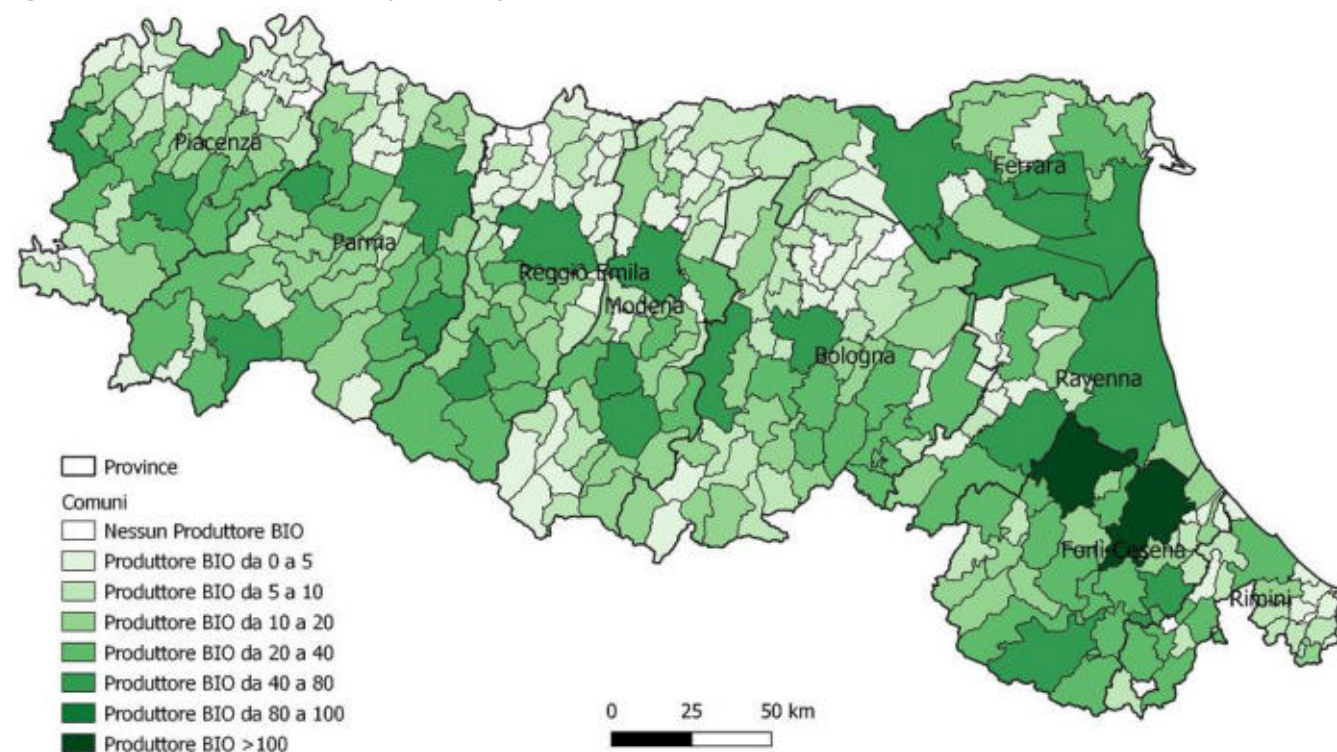 Piacenza
Ferrara
Parma
Reggio Emilia
Modena
Bologna
Ravenna
Forlì-Cesena
Rimini
Province
Comuni
Nessun Produttore BIO
Produttore BIO da 0 a 5
Produttore BIO da 5 a 10
Produttore BIO da 10 a 20
Produttore BIO da 20 a 40
Produttore BIO da 40 a 80
Produttore BIO da 80 a 100
Produttore BIO >100
0 25 50 km